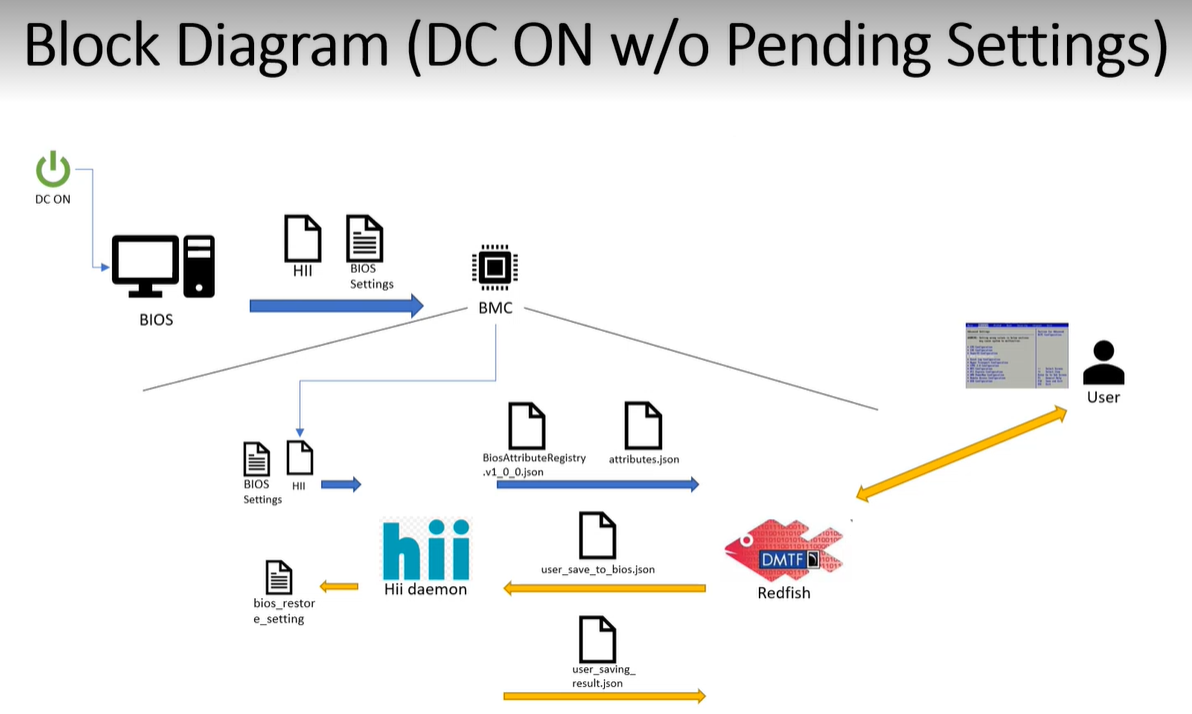 Block Diagram (DC ON w/o Pending Settings)
DC ON
HII
BIOS
Settings
BIOS
BMC
User
BiosAttributeRegistry
.v1_0_0.json
attributes.json
BIOS
Settings
HII
hii
Hii daemon
user_save_to_bios.json
DMTF
Redfish
bios_restor
e_setting
user_saving_
result.json